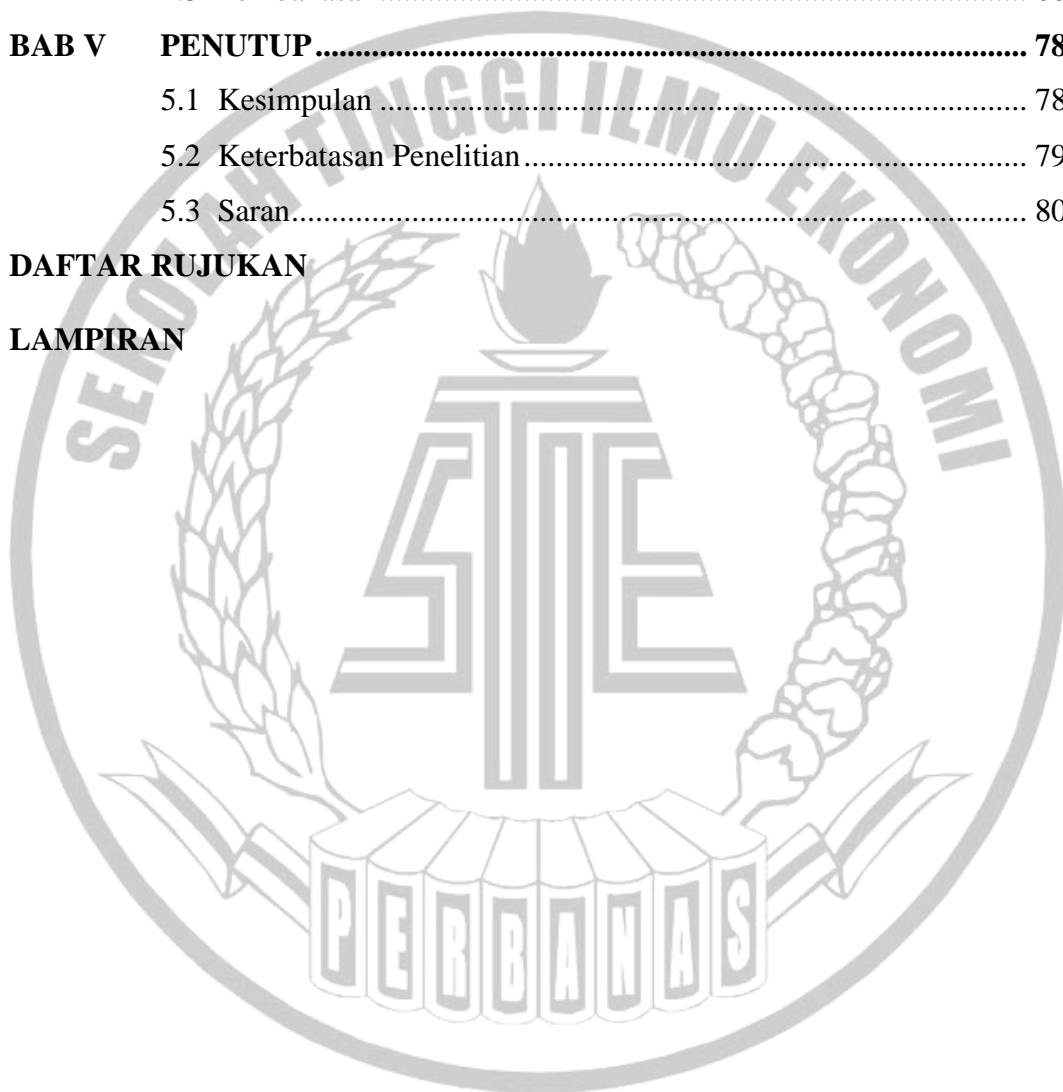 BAB V PENUTUP 78
5.1 Kesimpulan 78
5.2 Keterbatasan Penelitian 79
5.3 Saran 80
DAFTAR RUJUKAN
LAMPIRAN
SEKOLAH TINGGI ILMU EKONOMI
STIE
PERBANAS